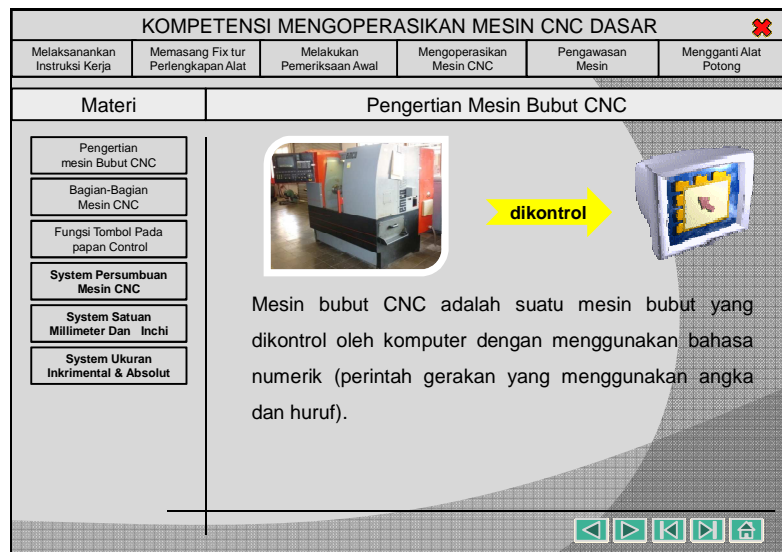 KOMPETENSI MENGOPERASIKAN MESIN CNC DASAR
Melaksanankan
Instruksi Kerja
Memasang Fix tur
Perlengkapan Alat
Melakukan
Pemeriksaan Awal
Mengoperasikan
Mesin CNC
Pengawasan
Mesin
Mengganti Alat
Potong
Materi
Pengertian Mesin Bubut CNC
Pengertian
mesin Bubut CNC
Bagian-Bagian
Mesin CNC
Fungsi Tombol Pada
papan Control
System Persumbuan
Mesin CNC
System Satuan
Millimeter Dan Inchi
System Ukuran
Inkrimental & Absolut
dikontrol
Mesin bubut CNC adalah suatu mesin bubut yang
dikontrol oleh komputer dengan menggunakan bahasa
numerik (perintah gerakan yang menggunakan angka
dan huruf).